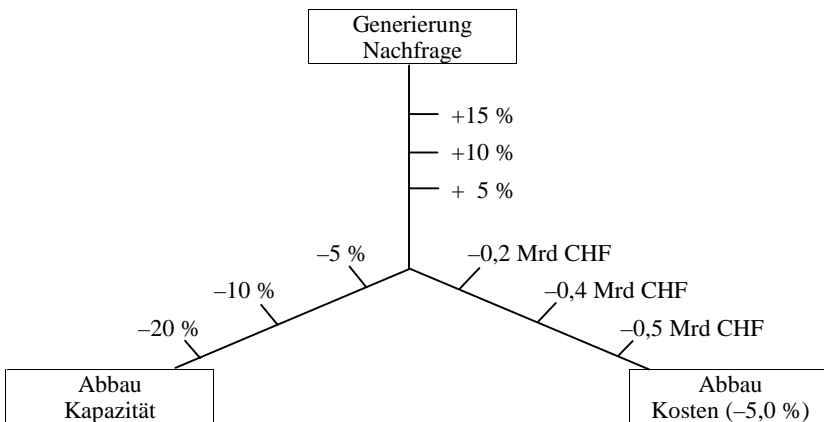 Generierung
Nachfrage
+15 %
+10 %
+ 5 %
–5 %
–0,2 Mrd CHF
–10 %
–0,4 Mrd CHF
–20 %
–0,5 Mrd CHF
Abbau
Kapazität
Abbau
Kosten (–5,0 %)